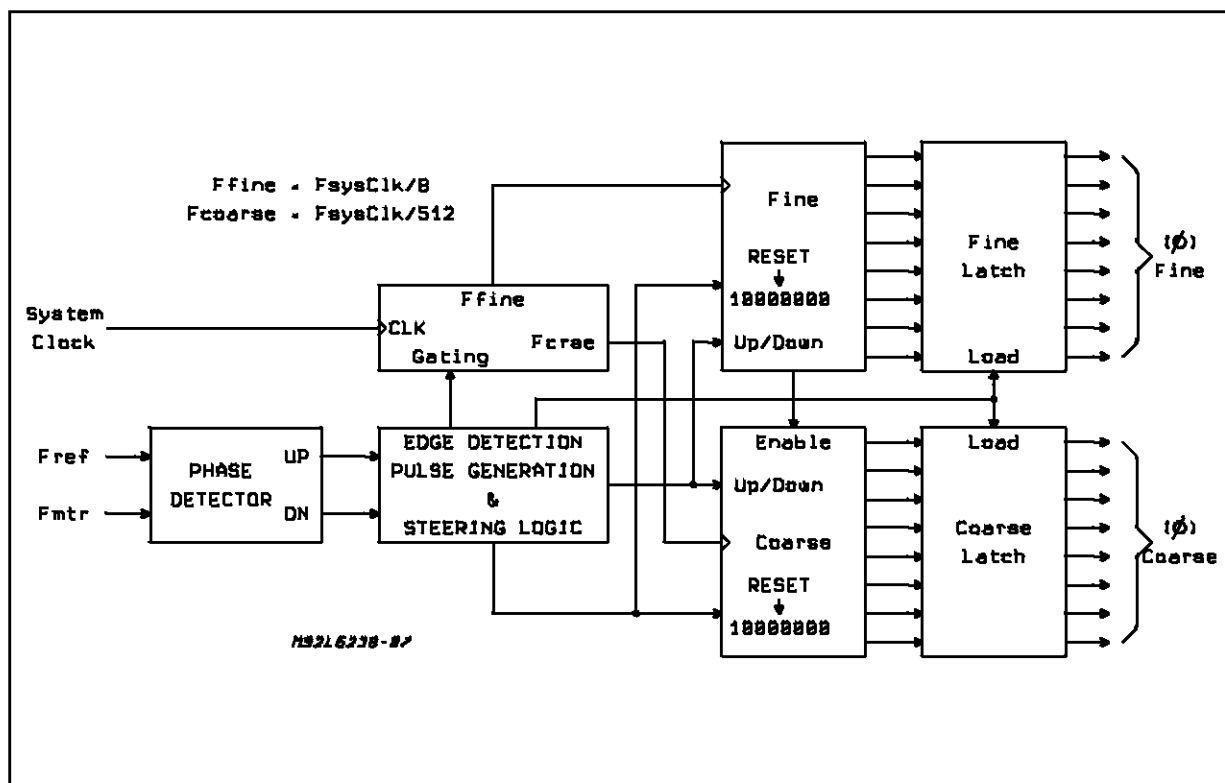 Ffine = FsysClk/8
Fcoarse = FsysClk/512
System
Clock
Ffine
CLK
Fcrse
Gating
Fref
Fmtr
PHASE
DETECTOR
UP
DN
EDGE DETECTION
PULSE GENERATION
&
STEERING LOGIC
Fine
RESET
10000000
Up/Down
Fine
Latch
Load
(ϕ)
Fine
Enable
Up/Down
Coarse
RESET
10000000
Load
Coarse
Latch
(ϕ)
Coarse